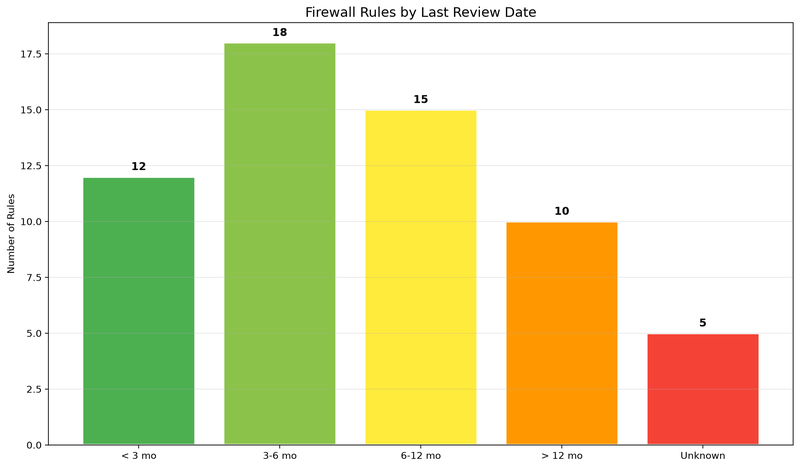 Firewall Rules by Last Review Date
Number of Rules
17.5
15.0
12.5
10.0
7.5
5.0
2.5
0.0
12
18
15
10
5
< 3 mo
3-6 mo
6-12 mo
> 12 mo
Unknown